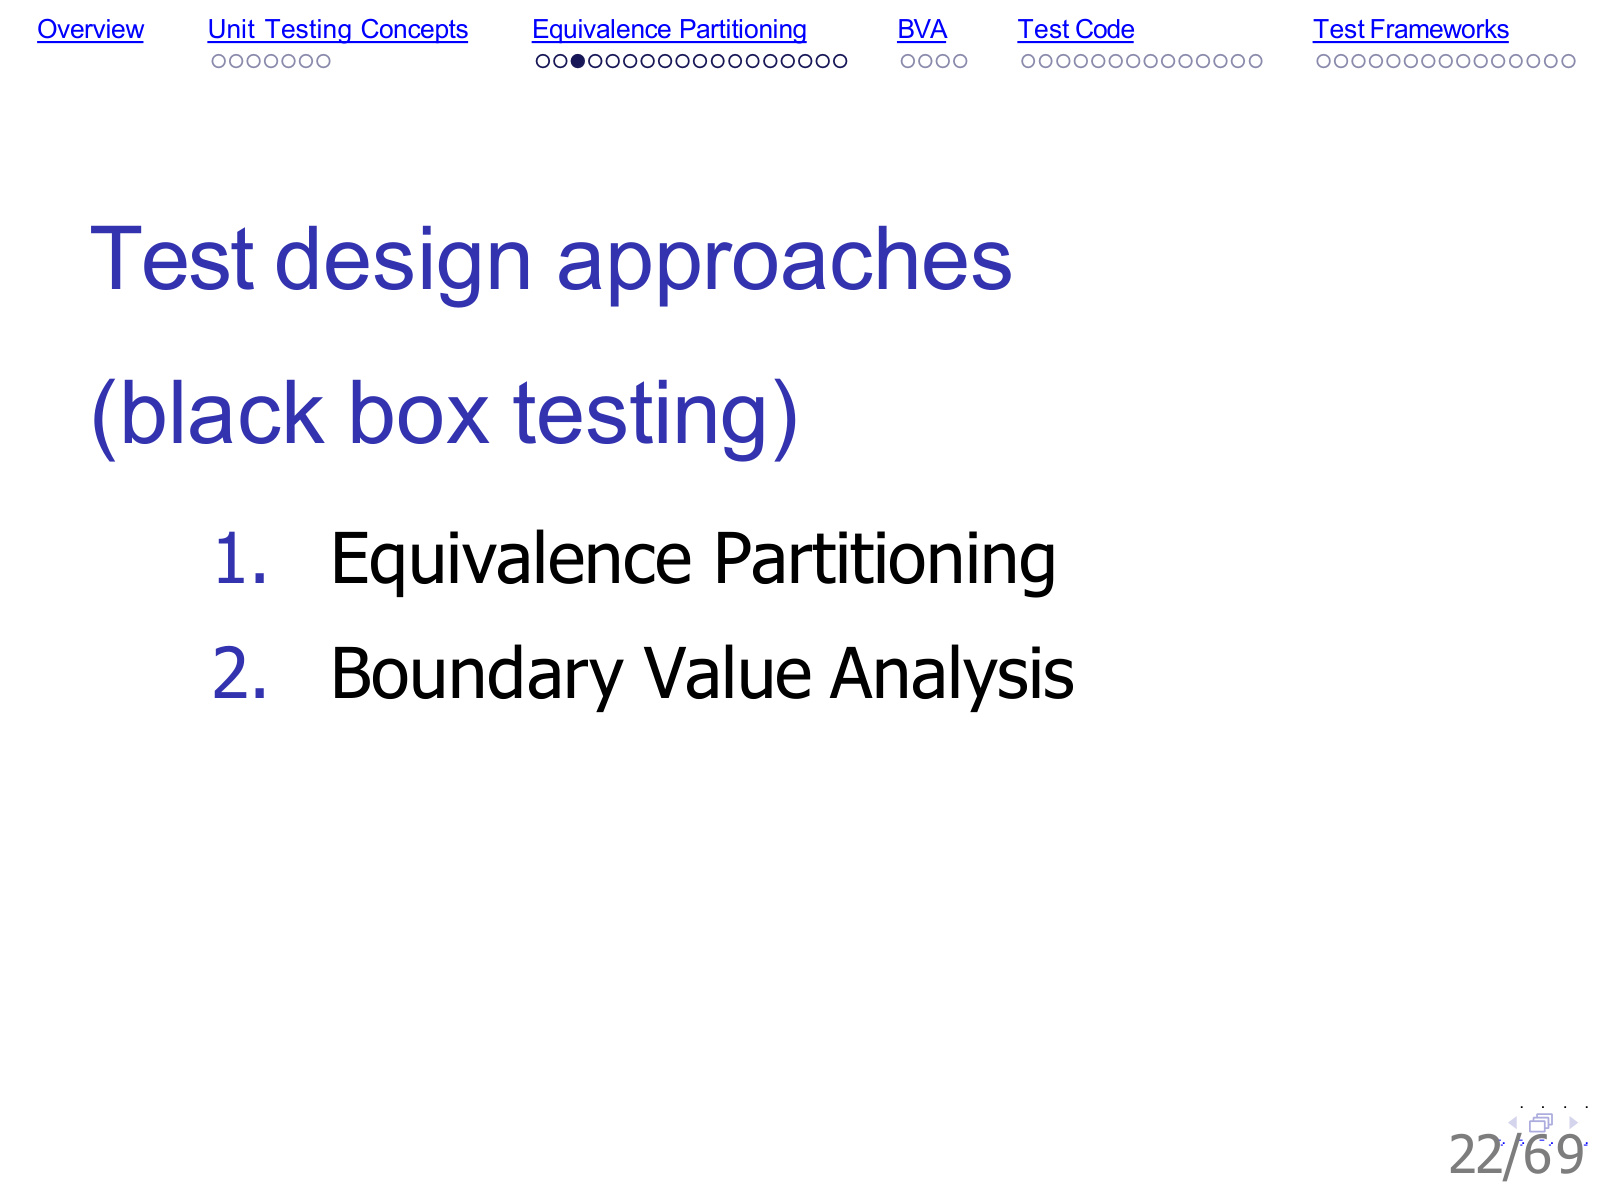 Overview Unit Testing Concepts Equivalence Partitioning BVA Test Code Test Frameworks
Test design approaches
(black box testing)
1. Equivalence Partitioning
2. Boundary Value Analysis
22/69